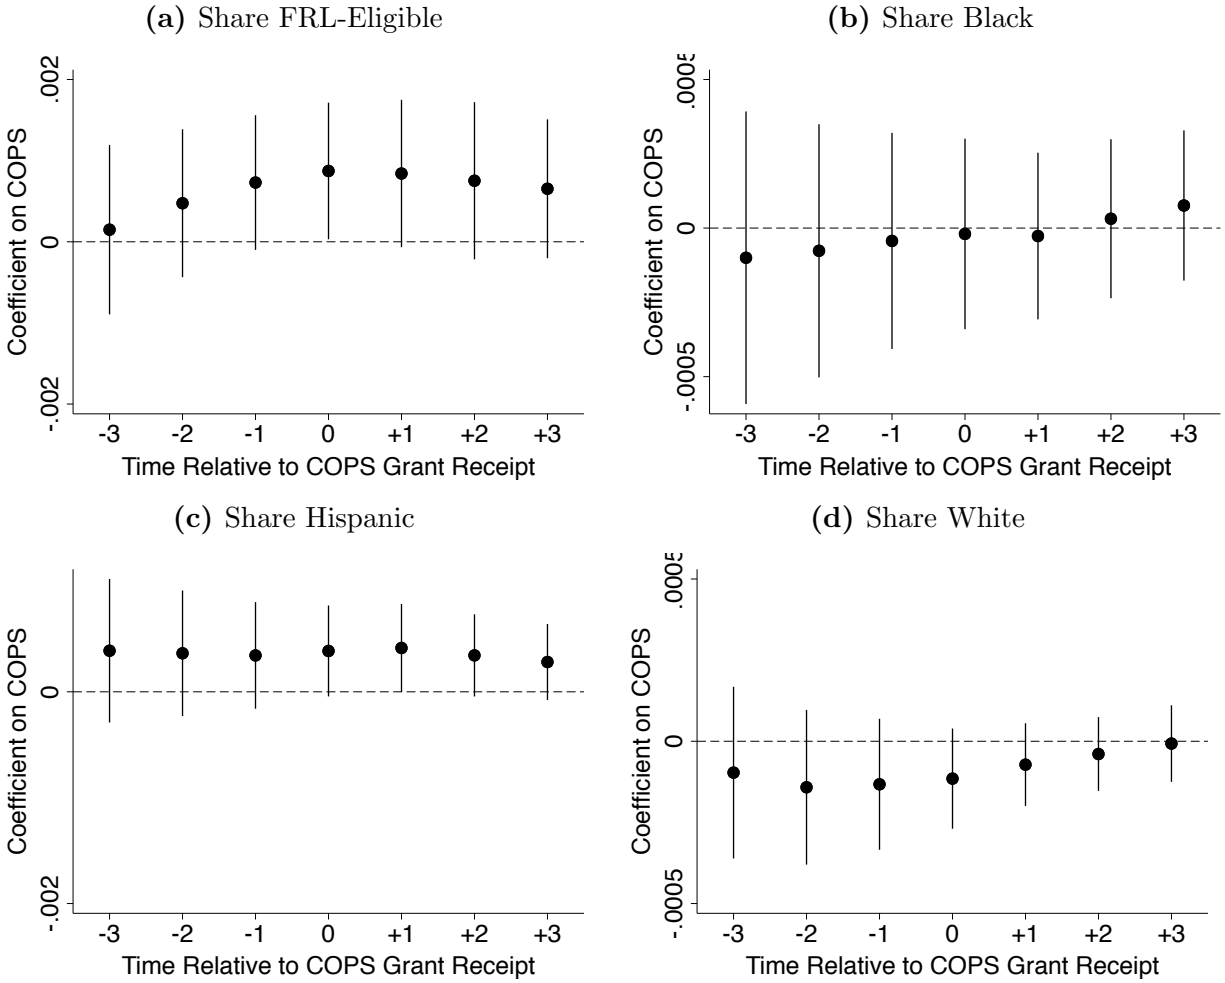 (a) Share FRL-Eligible
.002
0
-.002
Coefficient on COPS
-3 -2 -1 0 +1 +2 +3
Time Relative to COPS Grant Receipt
(b) Share Black
.0005
0
-.0005
Coefficient on COPS
-3 -2 -1 0 +1 +2 +3
Time Relative to COPS Grant Receipt
(c) Share Hispanic
0
-.002
Coefficient on COPS
-3 -2 -1 0 +1 +2 +3
Time Relative to COPS Grant Receipt
(d) Share White
.0005
0
-.0005
Coefficient on COPS
-3 -2 -1 0 +1 +2 +3
Time Relative to COPS Grant Receipt